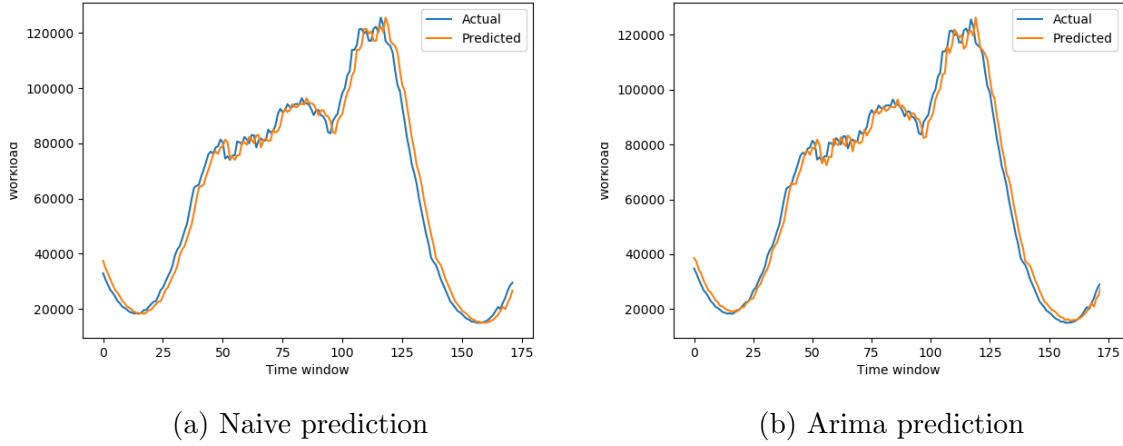 120000
100000
80000
60000
40000
20000
workload
0
25
50
75
100
125
150
175
Time window
Actual
Predicted
(a) Naive prediction
120000
100000
80000
60000
40000
20000
workload
0
25
50
75
100
125
150
175
Time window
Actual
Predicted
(b) Arima prediction